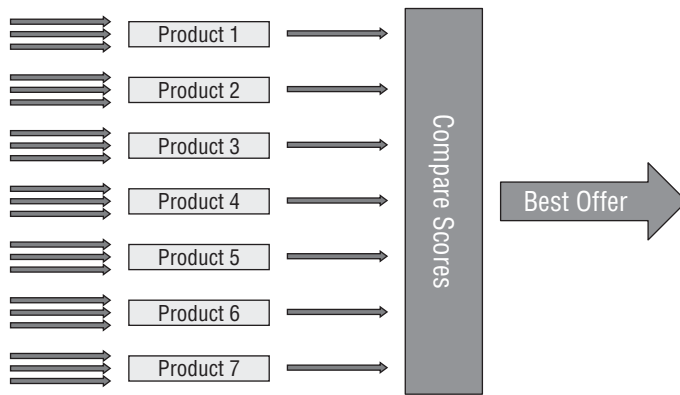 Product 1
Product 2
Product 3
Product 4
Product 5
Product 6
Product 7
Compare Scores
Best Offer